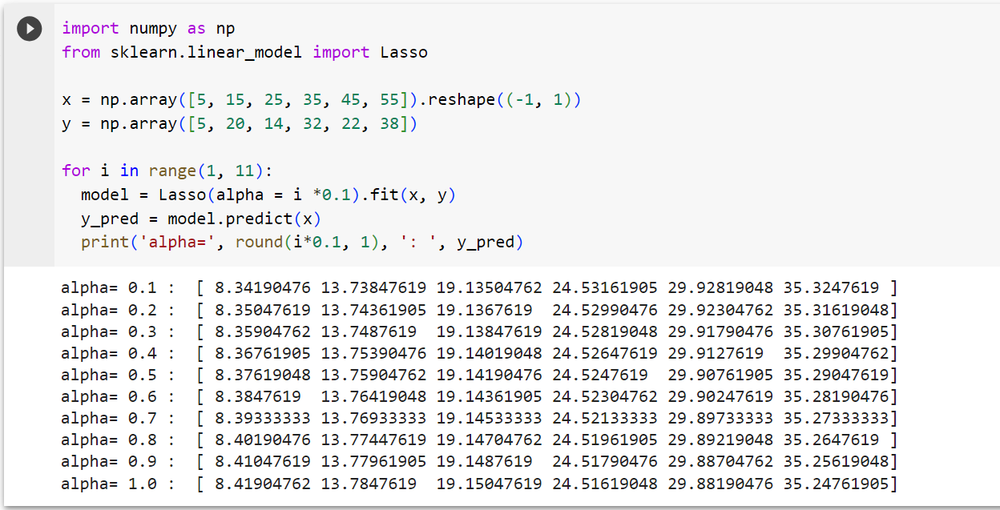 import numpy as np
from sklearn.linear_model import Lasso
x = np.array([5, 15, 25, 35, 45, 55]).reshape((-1, 1))
y = np.array([5, 20, 14, 32, 22, 38])
for i in range(1, 11):
  model = Lasso(alpha = i *0.1).fit(x, y)
  y_pred = model.predict(x)
  print('alpha=', round(i*0.1, 1), ': ', y_pred)
alpha= 0.1 :  [ 8.34190476 13.73847619 19.13504762 24.53161905 29.92819048 35.3247619 ]
alpha= 0.2 :  [ 8.35047619 13.74361905 19.1367619  24.52990476 29.92304762 35.31619048]
alpha= 0.3 :  [ 8.35904762 13.7487619  19.13847619 24.52819048 29.91790476 35.30761905]
alpha= 0.4 :  [ 8.36761905 13.75390476 19.14019048 24.52647619 29.9127619  35.29904762]
alpha= 0.5 :  [ 8.37619048 13.75904762 19.14190476 24.5247619  29.90761905 35.29047619]
alpha= 0.6 :  [ 8.3847619  13.76419048 19.14361905 24.52304762 29.90247619 35.28190476]
alpha= 0.7 :  [ 8.39333333 13.76933333 19.14533333 24.52133333 29.89733333 35.27333333]
alpha= 0.8 :  [ 8.40190476 13.77447619 19.14704762 24.51961905 29.89219048 35.2647619 ]
alpha= 0.9 :  [ 8.41047619 13.77961905 19.1487619  24.51790476 29.88704762 35.25619048]
alpha= 1.0 :  [ 8.41904762 13.7847619  19.15047619 24.51619048 29.88190476 35.24761905]